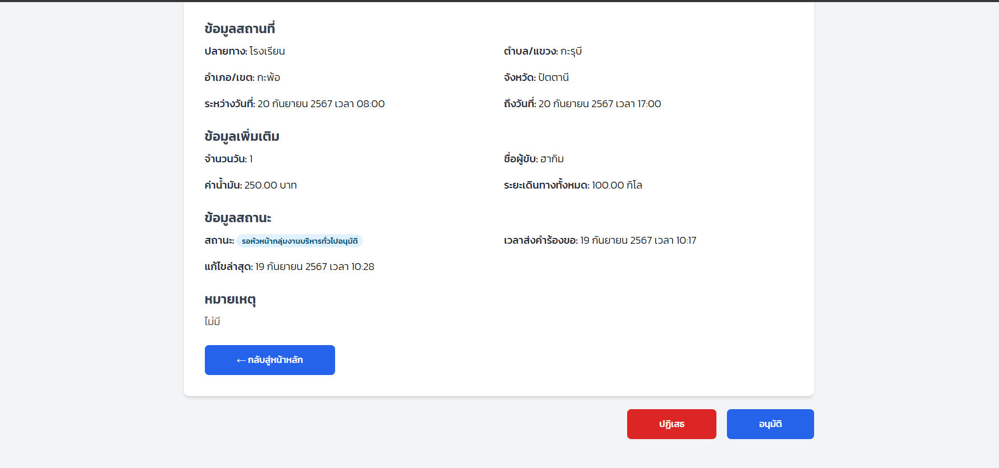 ข้อมูลสถานที่
ปลายทาง: โรงเรียน
ตำบล/แขวง: กะรุบี
อำเภอ/เขต: กะพ้อ
จังหวัด: ปัตตานี
ระหว่างวันที่: 20 กันยายน 2567 เวลา 08:00
ถึงวันที่: 20 กันยายน 2567 เวลา 17:00
ข้อมูลเพิ่มเติม
จำนวนวัน: 1
ชื่อผู้ขับ: ฮากิม
ค่าน้ำมัน: 250.00 บาท
ระยะเดินทางทั้งหมด: 100.00 กิโล
ข้อมูลสถานะ
สถานะ: รอหัวหน้ากลุ่มงานบริหารทั่วไปอนุมัติ
เวลาส่งคำร้องขอ: 19 กันยายน 2567 เวลา 10:17
แก้ไขล่าสุด: 19 กันยายน 2567 เวลา 10:28
หมายเหตุ
ไม่มี
← กลับสู่หน้าหลัก
ปฏิเสธ
อนุมัติ